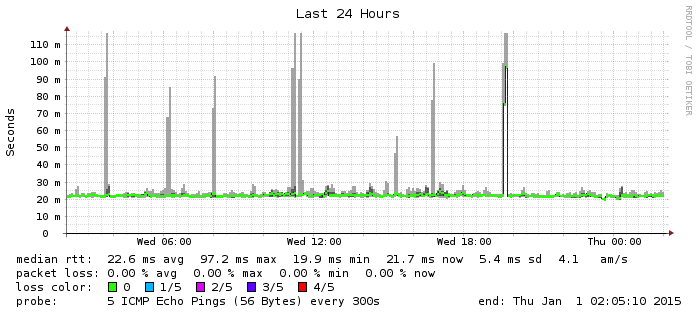 Last 24 Hours
RRDTOOL / TOBI OETIKER
Seconds
110 m
100 m
90 m
80 m
70 m
60 m
50 m
40 m
30 m
20 m
10 m
0
Wed 06:00 Wed 12:00 Wed 18:00 Thu 00:00
median rtt: 22.6 ms avg 97.2 ms max 19.9 ms min 21.7 ms now 5.4 ms sd 4.1 am/s
packet loss: 0.00 % avg 0.00 % max 0.00 % min 0.00 % now
loss color: 0 1/5 2/5 3/5 4/5
probe: 5 ICMP Echo Pings (56 Bytes) every 300s end: Thu Jan 1 02:05:10 2015